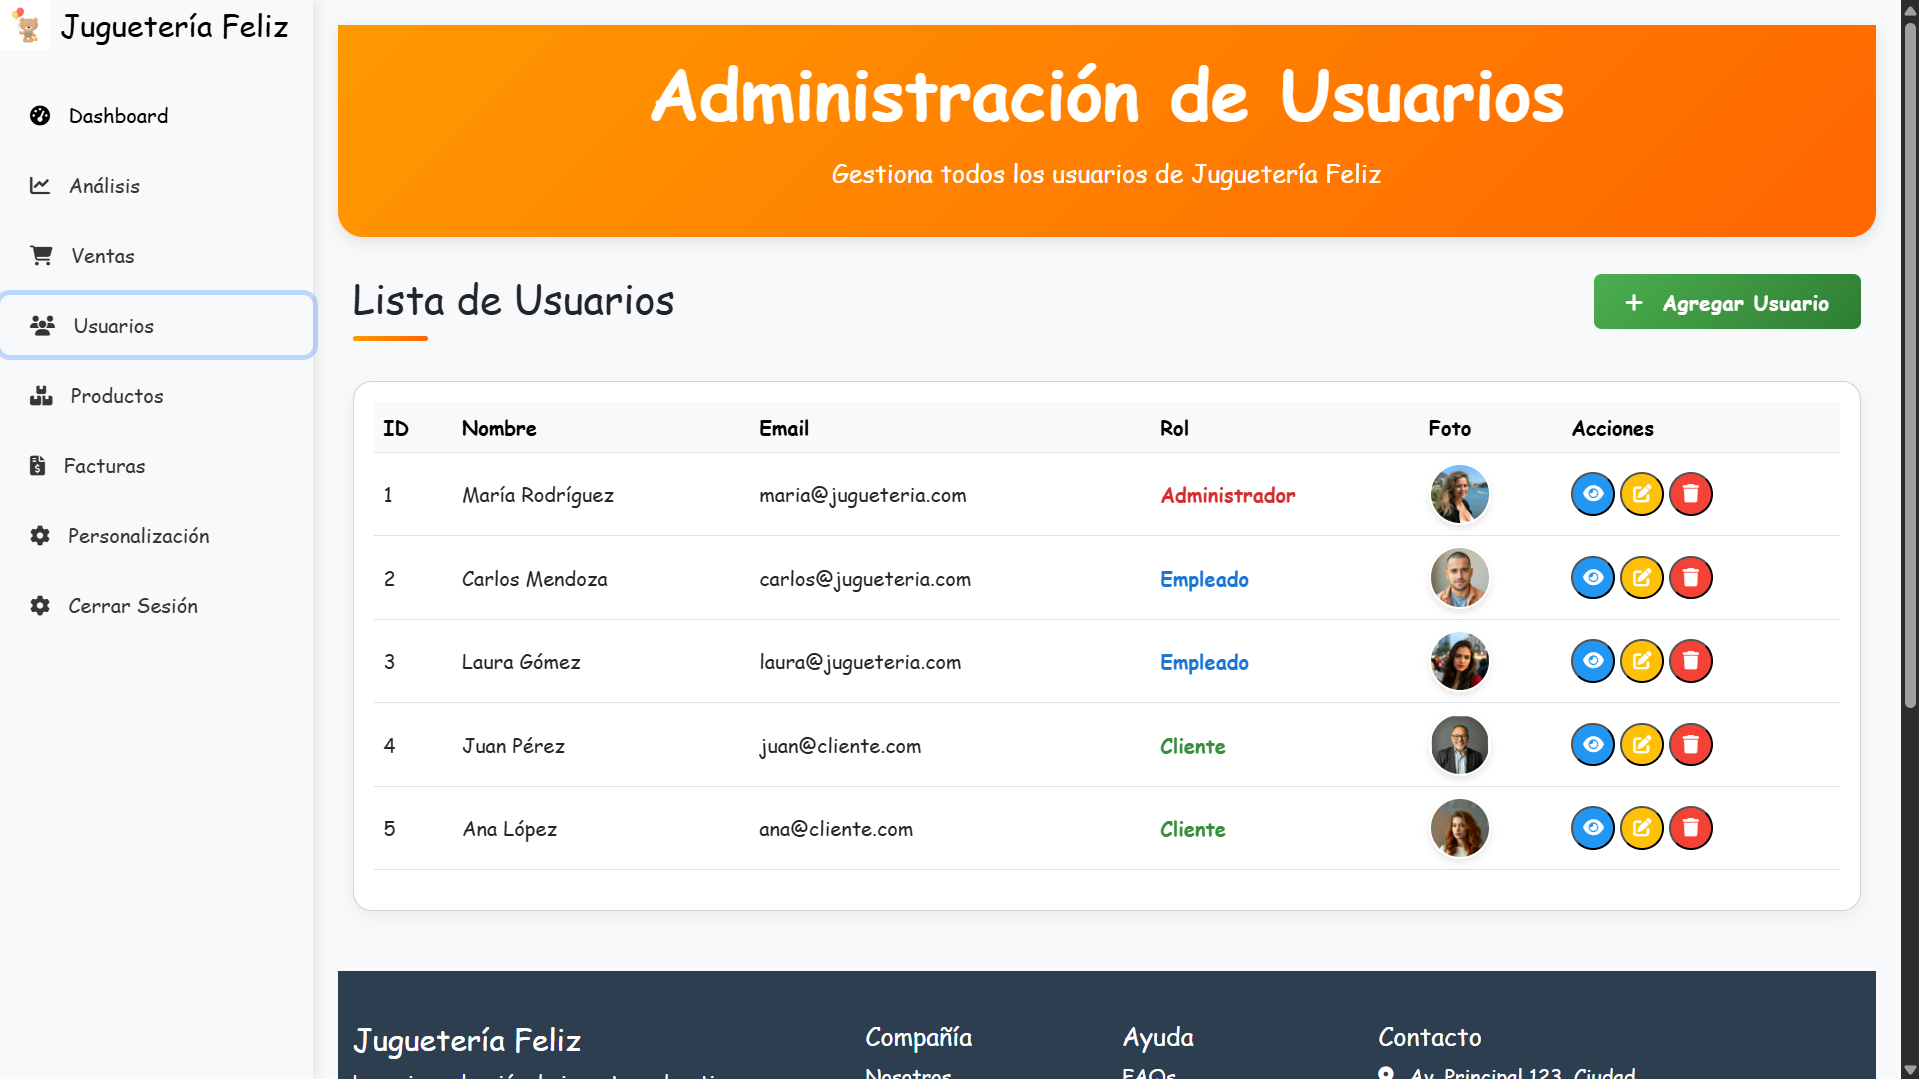 Juguetería Feliz
Dashboard
Análisis
Ventas
Usuarios
Productos
Facturas
Personalización
Cerrar Sesión
Administración de Usuarios
Gestiona todos los usuarios de Juguetería Feliz
Lista de Usuarios
+ Agregar Usuario
ID Nombre Email Rol Foto Acciones
1 María Rodríguez maria@jugueteria.com Administrador
2 Carlos Mendoza carlos@jugueteria.com Empleado
3 Laura Gómez laura@jugueteria.com Empleado
4 Juan Pérez juan@cliente.com Cliente
5 Ana López ana@cliente.com Cliente
Juguetería Feliz
Compañía
Nosotros
Ayuda
FAQs
Contacto
Av. Principal 123, Ciudad